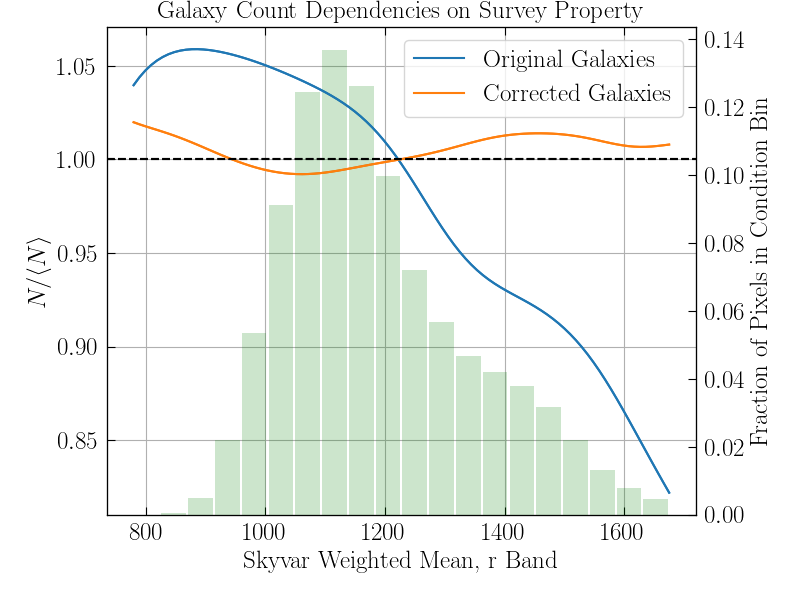 Galaxy Count Dependencies on Survey Property
Original Galaxies
Corrected Galaxies
N/⟨N⟩
1.05
1.00
0.95
0.90
0.85
0.14
0.12
0.10
0.08
0.06
0.04
0.02
0.00
Fraction of Pixels in Condition Bin
800 1000 1200 1400 1600
Skyvar Weighted Mean, r Band